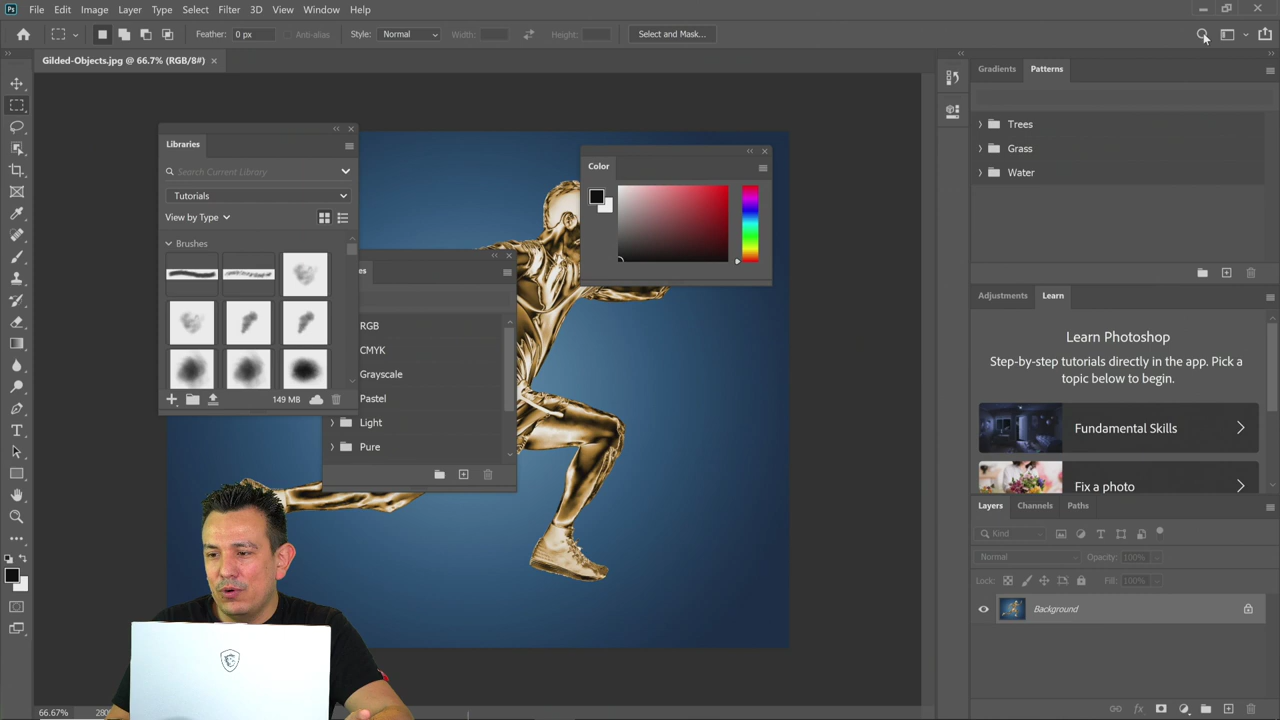 Ps File Edit Image Layer Type Select Filter 3D View Window Help
Feather: 0 px Anti-alias Style: Normal Width: Height: Select and Mask...
Gilded-Objects.jpg @ 66.7% (RGB/8#) ×
Libraries
Search Current Library
Tutorials
View by Type
Brushes
149 MB
es
RGB
CMYK
Grayscale
Pastel
Light
Pure
Color
Gradients Patterns
Trees
Grass
Water
Adjustments Learn
Learn Photoshop
Step-by-step tutorials directly in the app. Pick a
topic below to begin.
Fundamental Skills
Fix a photo
Layers Channels Paths
Kind
Normal Opacity: 100%
Lock: Fill: 100%
Background
fx
66.67% 280